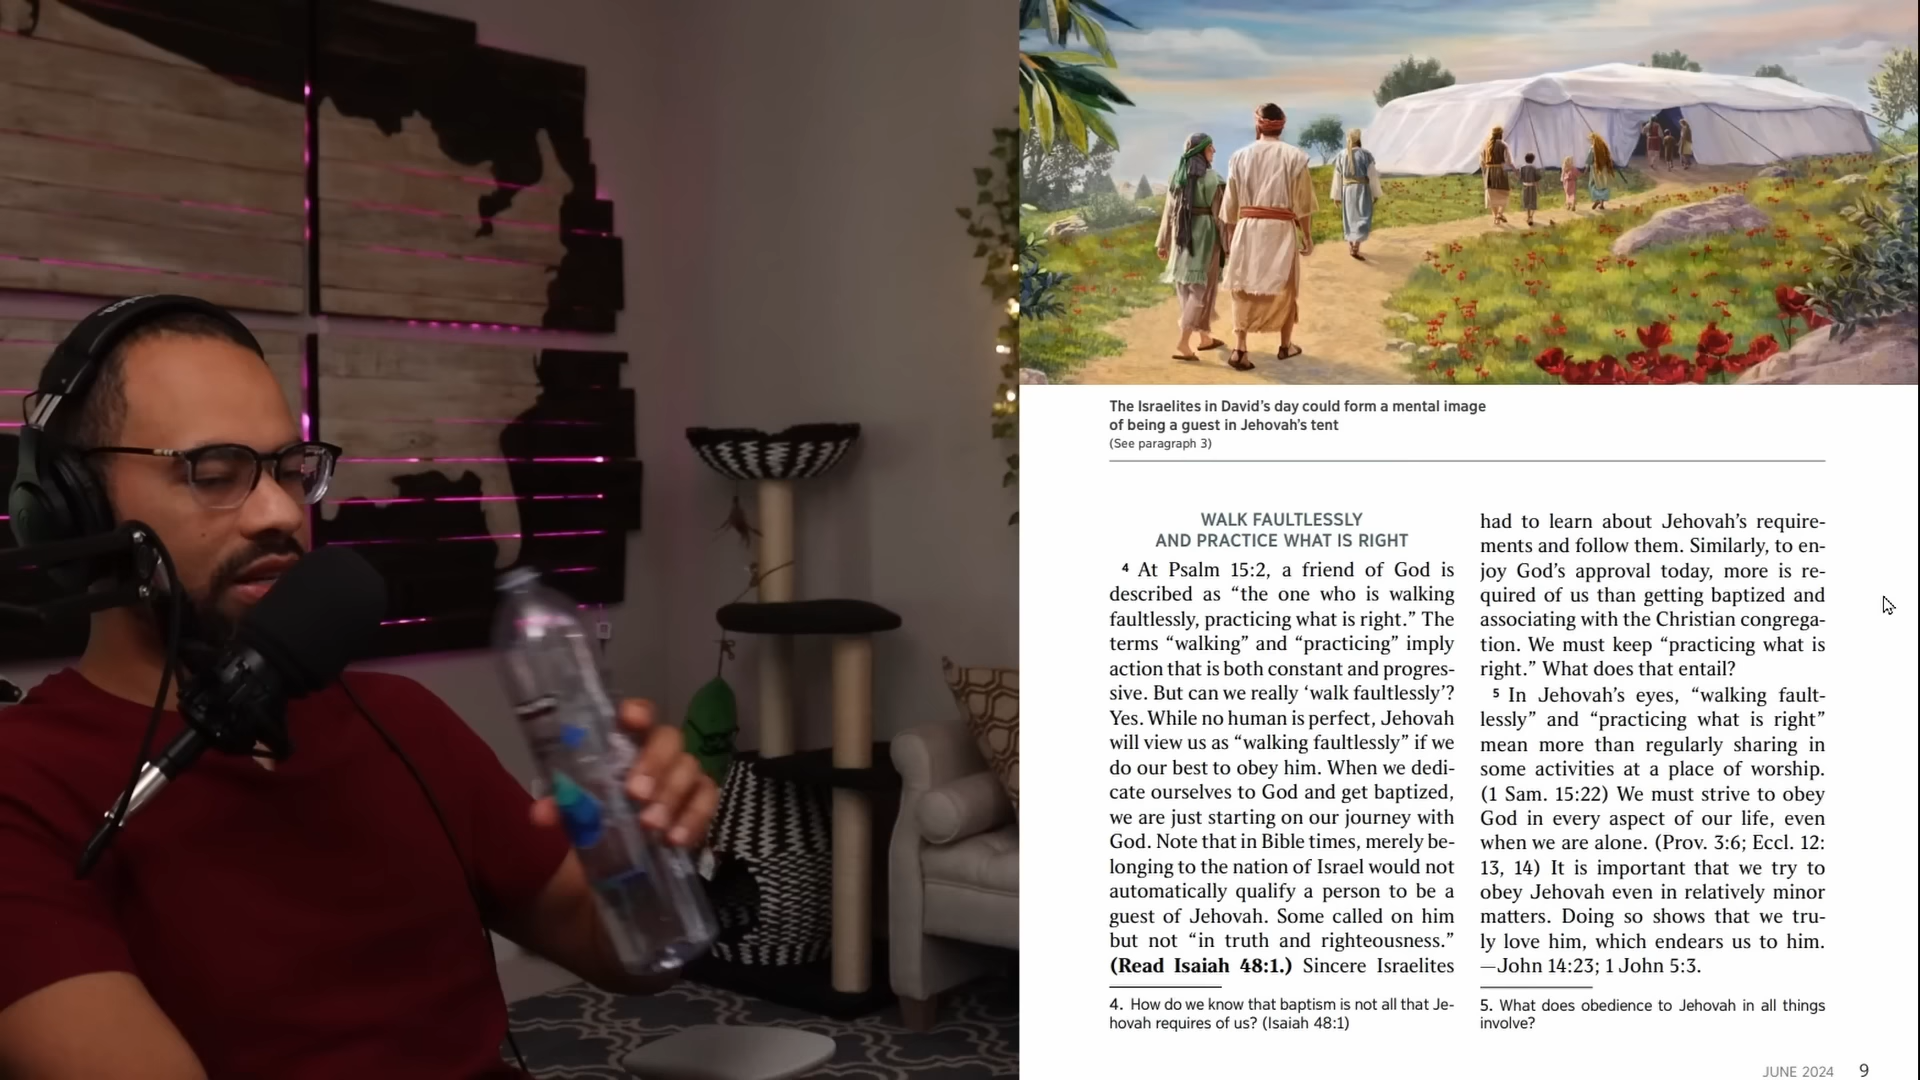 The Israelites in David's day could form a mental image
of being a guest in Jehovah's tent
(See paragraph 3)
WALK FAULTLESSLY
AND PRACTICE WHAT IS RIGHT
4 At Psalm 15:2, a friend of God is
described as “the one who is walking
faultlessly, practicing what is right.” The
terms “walking” and “practicing” imply
action that is both constant and progres-
sive. But can we really ‘walk faultlessly’?
Yes. While no human is perfect, Jehovah
will view us as “walking faultlessly” if we
do our best to obey him. When we dedi-
cate ourselves to God and get baptized,
we are just starting on our journey with
God. Note that in Bible times, merely be-
longing to the nation of Israel would not
automatically qualify a person to be a
guest of Jehovah. Some called on him
but not “in truth and righteousness.”
(Read Isaiah 48:1.) Sincere Israelites
had to learn about Jehovah's require-
ments and follow them. Similarly, to en-
joy God's approval today, more is re-
quired of us than getting baptized and
associating with the Christian congrega-
tion. We must keep “practicing what is
right.” What does that entail?
5 In Jehovah's eyes, “walking fault-
lessly” and “practicing what is right”
mean more than regularly sharing in
some activities at a place of worship.
(1 Sam. 15:22) We must strive to obey
God in every aspect of our life, even
when we are alone. (Prov. 3:6; Eccl. 12:
13, 14) It is important that we try to
obey Jehovah even in relatively minor
matters. Doing so shows that we tru-
ly love him, which endears us to him.
—John 14:23; 1 John 5:3.
4. How do we know that baptism is not all that Je-
hovah requires of us? (Isaiah 48:1)
5. What does obedience to Jehovah in all things
involve?
JUNE 2024 9